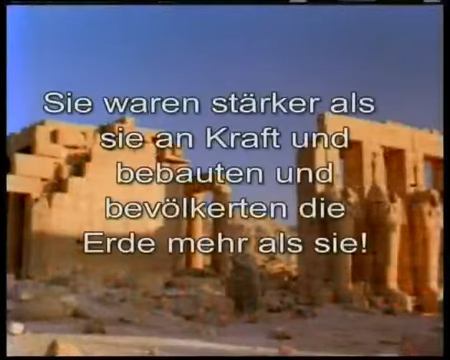 Sie waren stärker als
sie an Kraft und
bebauten und
bevölkerten die
Erde mehr als sie!